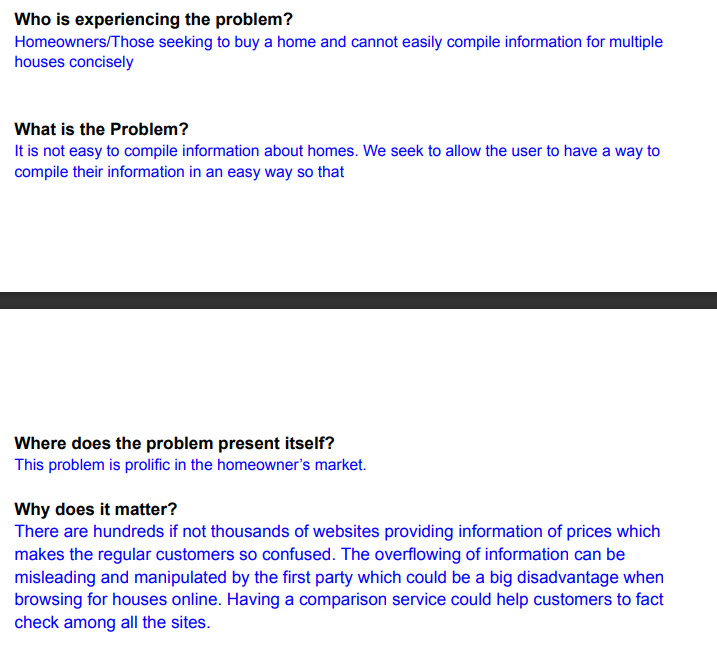 Who is experiencing the problem?
Homeowners/Those seeking to buy a home and cannot easily compile information for multiple
houses concisely
What is the Problem?
It is not easy to compile information about homes. We seek to allow the user to have a way to
compile their information in an easy way so that
Where does the problem present itself?
This problem is prolific in the homeowner's market.
Why does it matter?
There are hundreds if not thousands of websites providing information of prices which
makes the regular customers so confused. The overflowing of information can be
misleading and manipulated by the first party which could be a big disadvantage when
browsing for houses online. Having a comparison service could help customers to fact
check among all the sites.